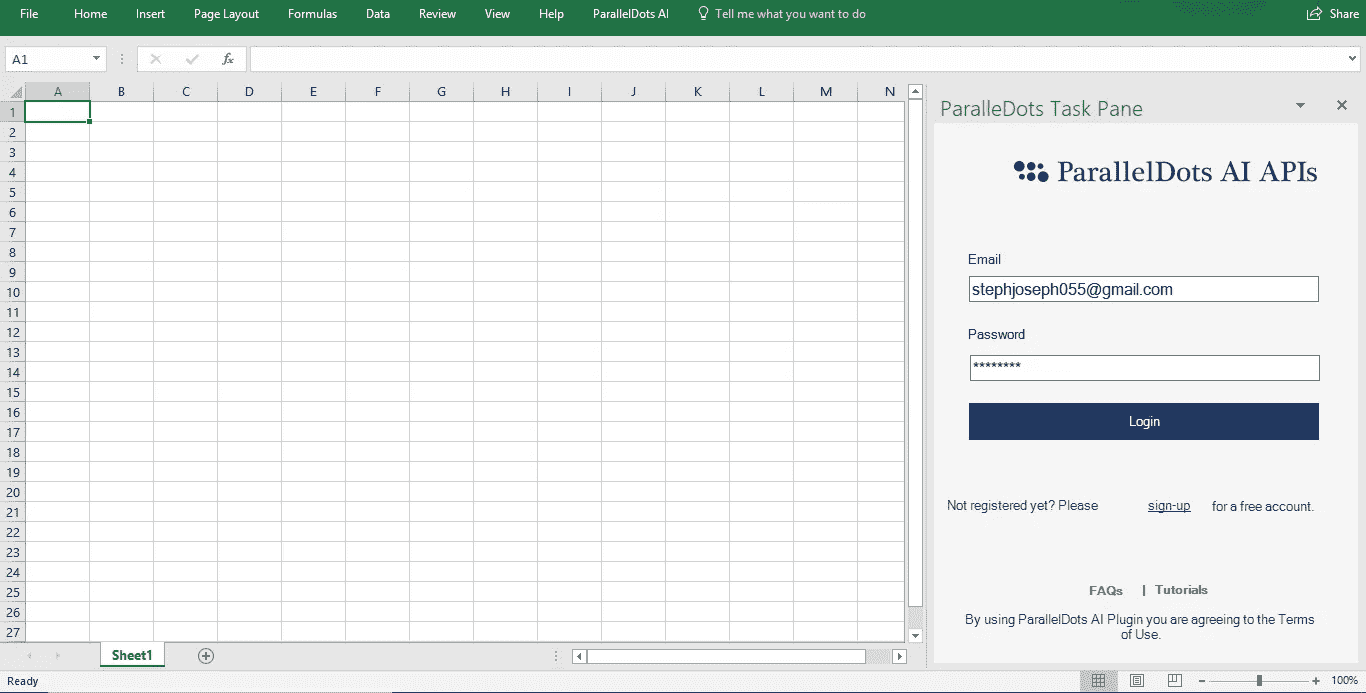 File Home Insert Page Layout Formulas Data Review View Help ParallelDots AI Tell me what you want to do Share
A1 fx
A B C D E F G H I J K L M N
1
2
3
4
5
6
7
8
9
10
11
12
13
14
15
16
17
18
19
20
21
22
23
24
25
26
27
Sheet1
Ready 100%
ParalleDots Task Pane
ParallelDots AI APIs
Email
stephjoseph055@gmail.com
Password
********
Login
Not registered yet? Please sign-up for a free account.
FAQs | Tutorials
By using ParallelDots AI Plugin you are agreeing to the Terms
of Use.